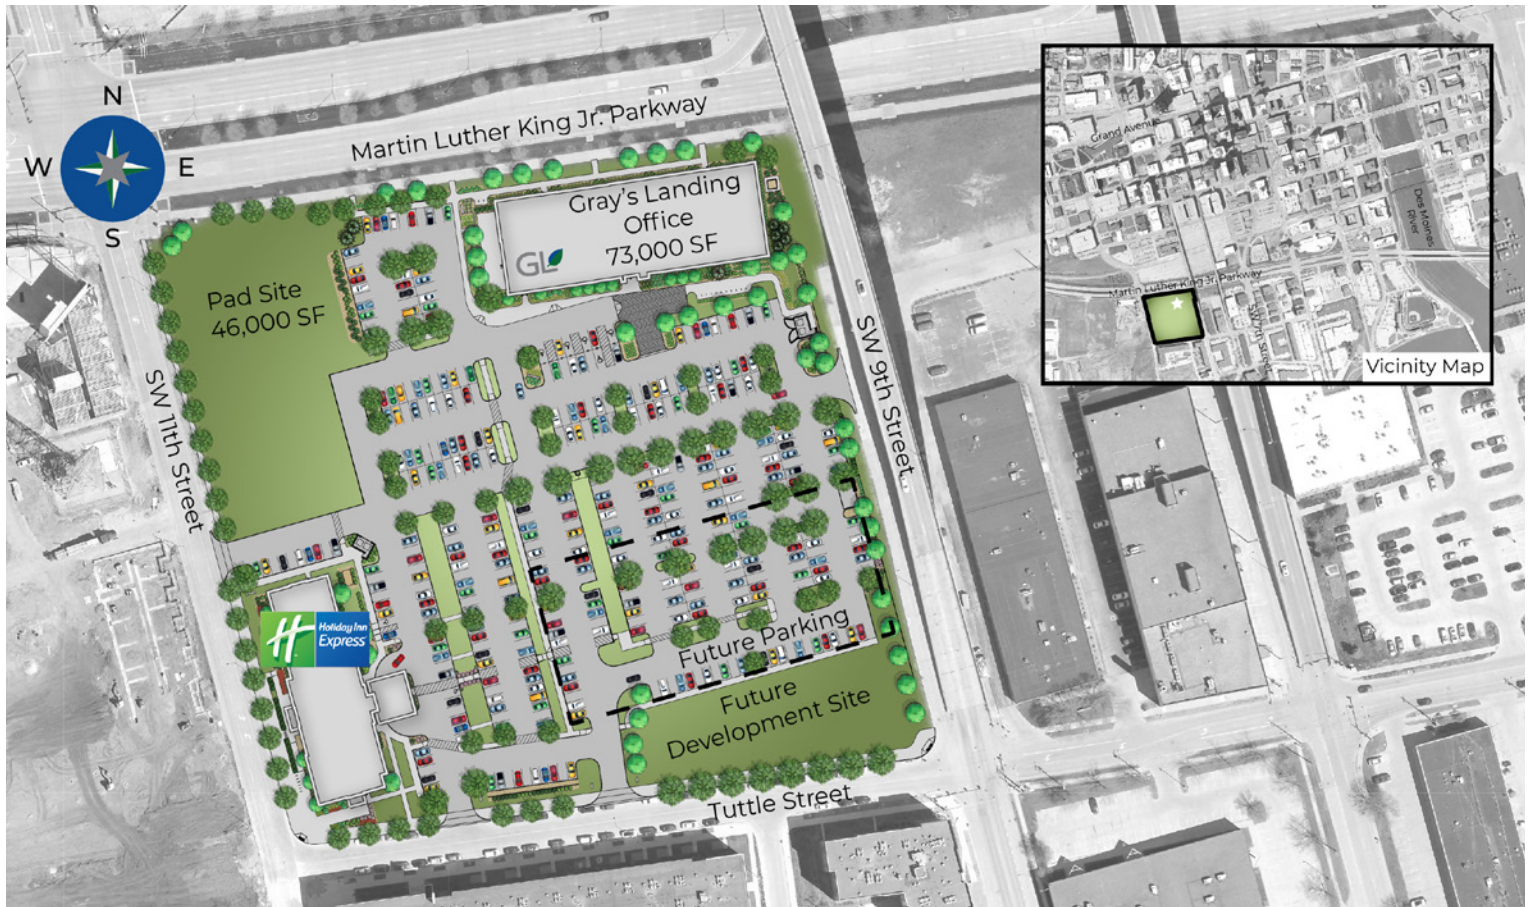 N
W
E
S
Martin Luther King Jr. Parkway
Gray's Landing
Office
73,000 SF
GL
Pad Site
46,000 SF
SW 11th Street
SW 9th Street
H
Holiday Inn
Express
Future Parking
Future
Development Site
Tuttle Street
Grand Avenue
Des Moines
River
Martin Luther King Jr. Parkway
SW 7th Street
Vicinity Map